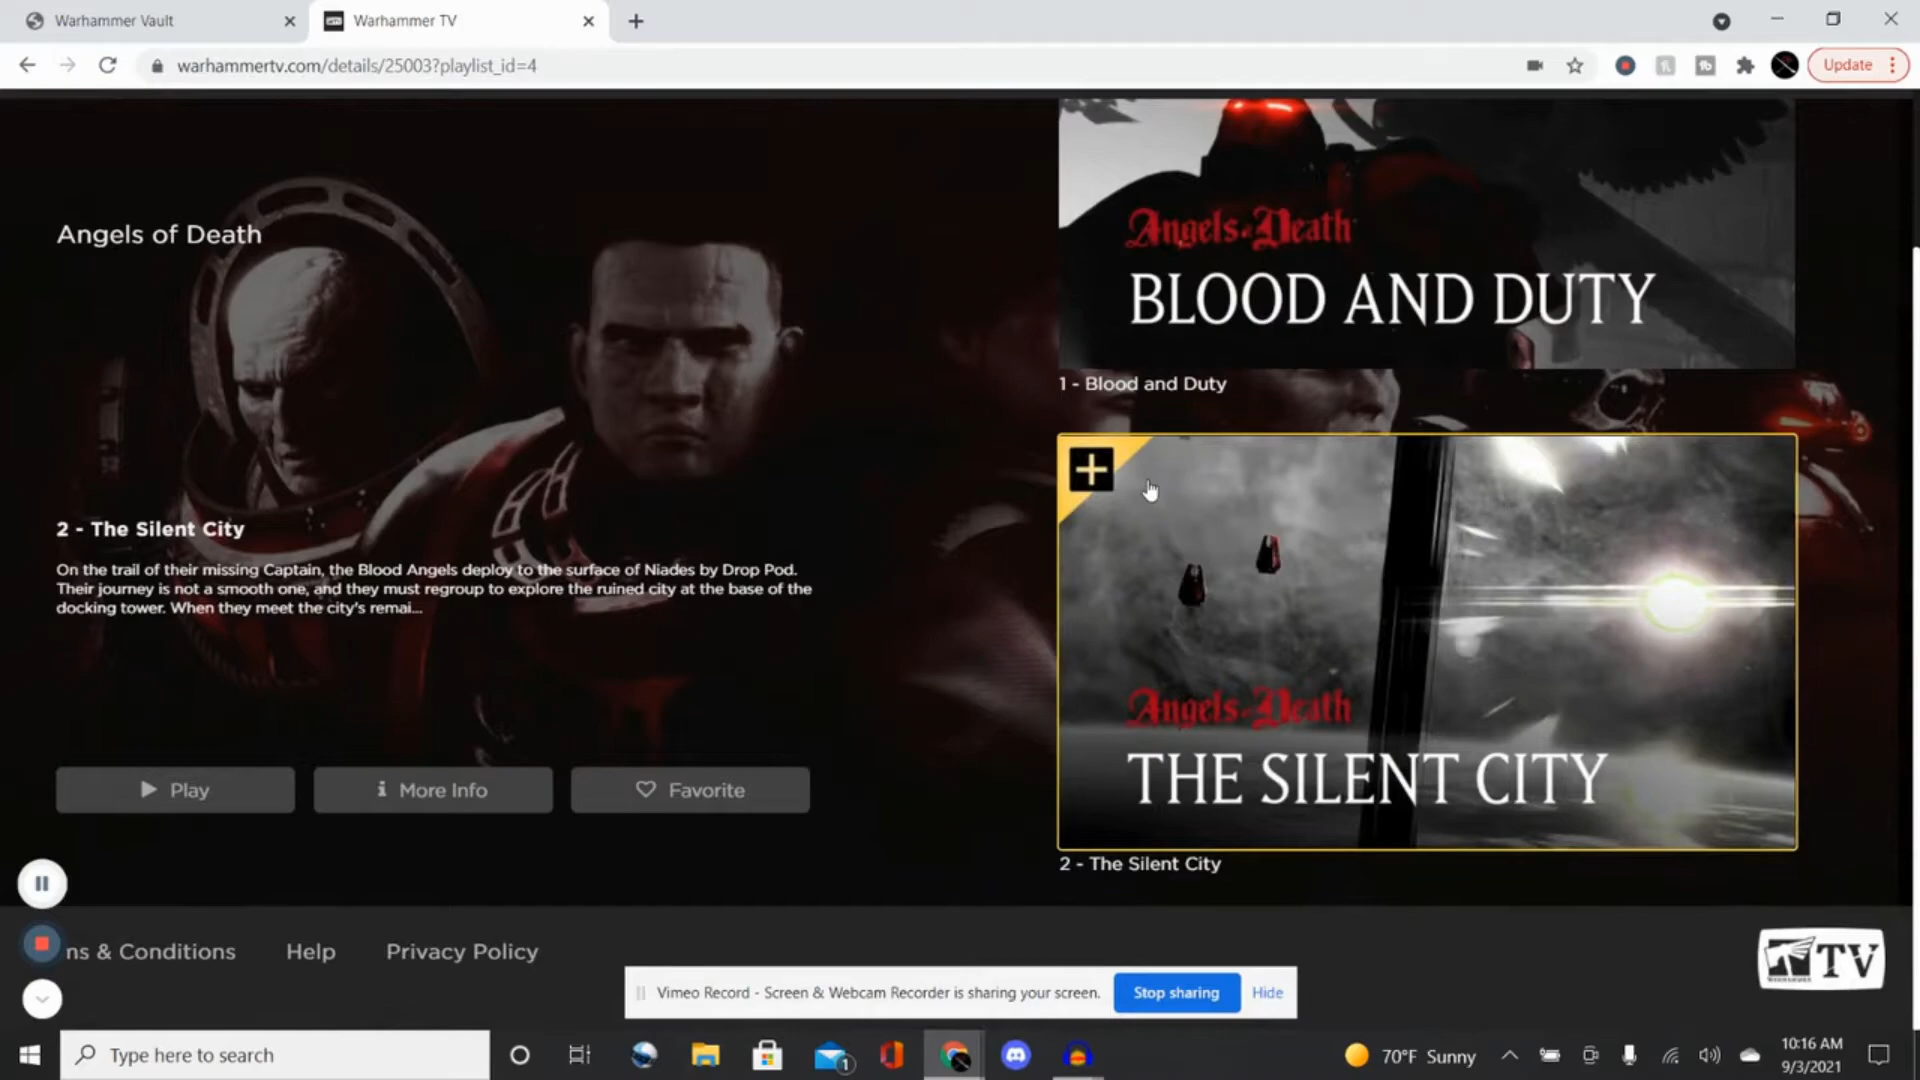 Warhammer Vault
Warhammer TV
warhammertv.com/details/25003?playlist_id=4
Update
Angels of Death
2 - The Silent City
On the trail of their missing Captain, the Blood Angels deploy to the surface of Niades by Drop Pod.
Their journey is not a smooth one, and they must regroup to explore the ruined city at the base of the
docking tower. When they meet the city's remai...
Play
More Info
Favorite
Angels of Death
BLOOD AND DUTY
1 - Blood and Duty
Angels of Death
THE SILENT CITY
2 - The Silent City
ns & Conditions
Help
Privacy Policy
TV
Vimeo Record - Screen & Webcam Recorder is sharing your screen.
Stop sharing
Hide
Type here to search
1
70°F Sunny
10:16 AM
9/3/2021